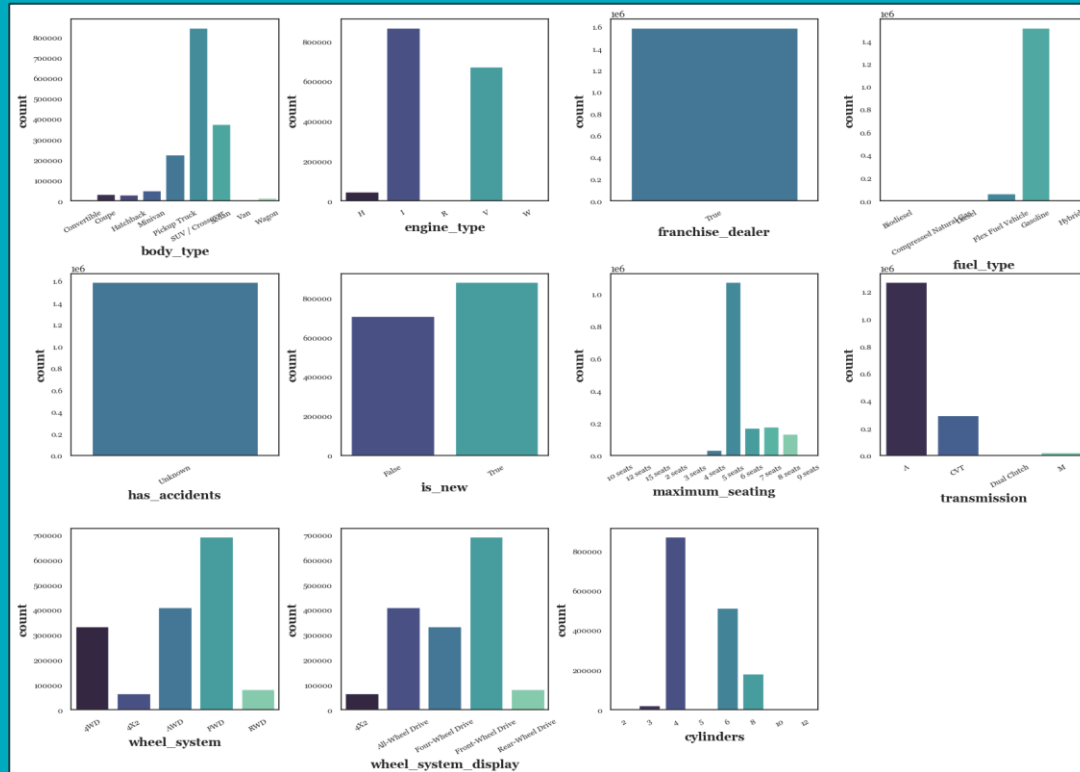 count
800000
700000
600000
500000
400000
300000
200000
100000
0
Convertible
Coupe
Hatchback
Minivan
Pickup Truck
SUV / Crossover
Sedan
Van
Wagon
body_type
count
800000
600000
400000
200000
0
H
I
R
V
W
engine_type
1e6
count
1.6
1.4
1.2
1.0
0.8
0.6
0.4
0.2
0.0
True
franchise_dealer
1e6
count
1.4
1.2
1.0
0.8
0.6
0.4
0.2
0.0
Biodiesel
Compressed Natural Gas
Diesel
Flex Fuel Vehicle
Gasoline
Hybrid
fuel_type
1e6
count
1.6
1.4
1.2
1.0
0.8
0.6
0.4
0.2
0.0
Unknown
has_accidents
count
800000
600000
400000
200000
0
False
True
is_new
1e6
count
1.0
0.8
0.6
0.4
0.2
0.0
10 seats
12 seats
15 seats
2 seats
3 seats
4 seats
5 seats
6 seats
7 seats
8 seats
9 seats
maximum_seating
1e6
count
1.2
1.0
0.8
0.6
0.4
0.2
0.0
A
CVT
Dual Clutch
M
transmission
count
700000
600000
500000
400000
300000
200000
100000
0
4WD
4X2
AWD
FWD
RWD
wheel_system
count
700000
600000
500000
400000
300000
200000
100000
0
4X2
All-Wheel Drive
Four-Wheel Drive
Front-Wheel Drive
Rear-Wheel Drive
wheel_system_display
count
800000
600000
400000
200000
0
2
3
4
5
6
8
10
12
cylinders